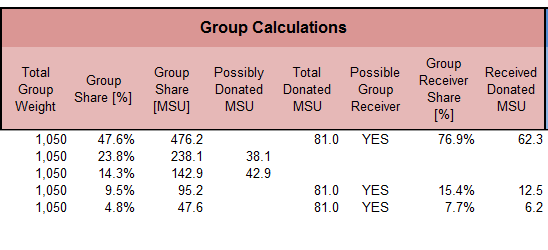 Group Calculations
Total Group Weight Group Share [%] Group Share [MSU] Possibly Donated MSU Total Donated MSU Possible Group Receiver Group Receiver Share [%] Received Donated MSU
1,050 47.6% 476.2 81.0 YES 76.9% 62.3
1,050 23.8% 238.1 38.1
1,050 14.3% 142.9 42.9
1,050 9.5% 95.2 81.0 YES 15.4% 12.5
1,050 4.8% 47.6 81.0 YES 7.7% 6.2